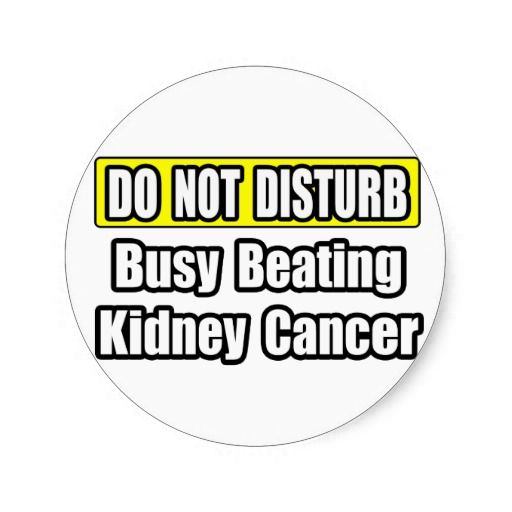 DO NOT DISTURB
Busy Beating
Kidney Cancer